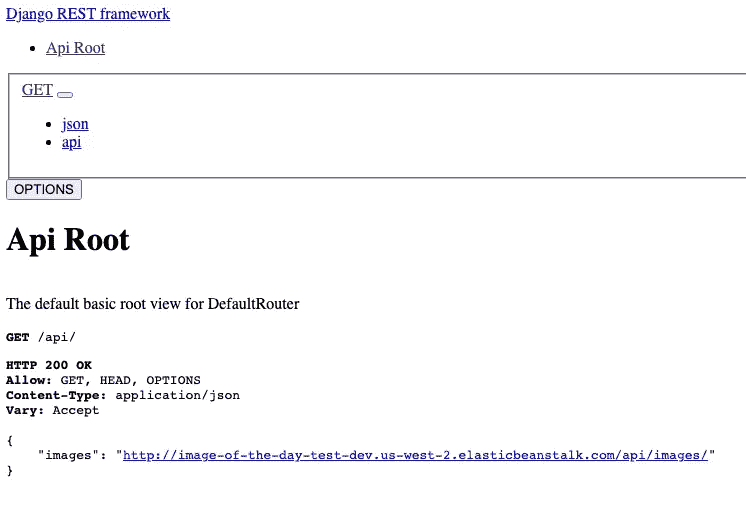 Django REST framework
Api Root
GET
json
api
OPTIONS
Api Root
The default basic root view for DefaultRouter
GET /api/
HTTP 200 OK
Allow: GET, HEAD, OPTIONS
Content-Type: application/json
Vary: Accept
{
    "images": "http://image-of-the-day-test-dev.us-west-2.elasticbeanstalk.com/api/images/"
}